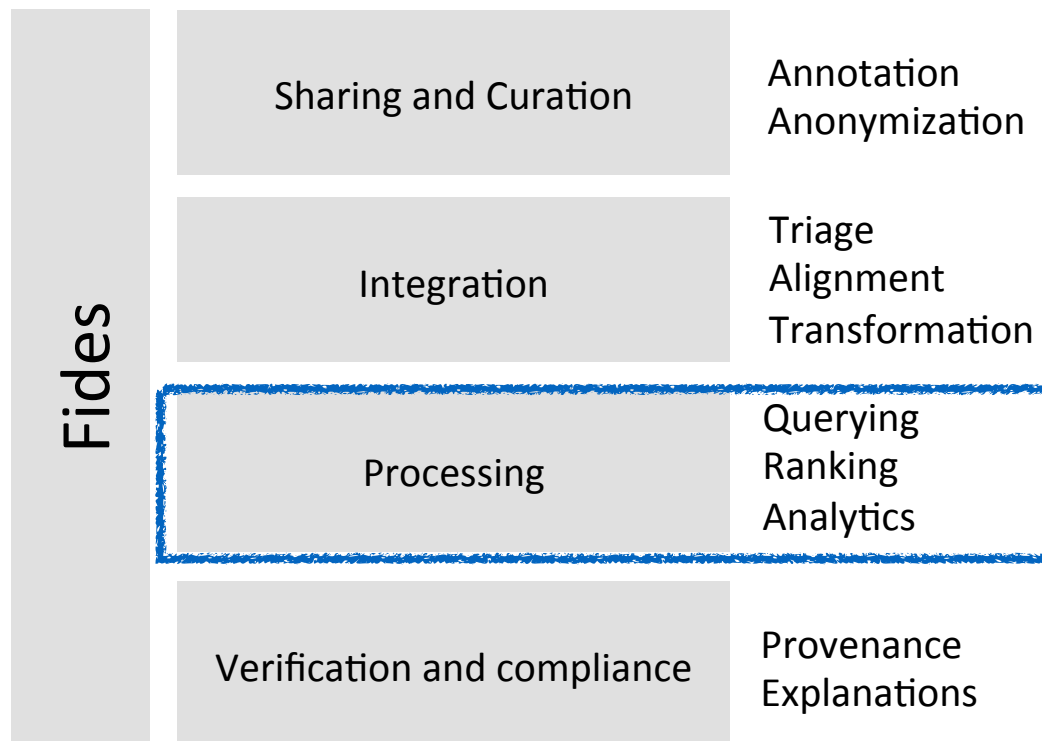 Fides
Sharing and Curation
Annotation
Anonymization
Integration
Triage
Alignment
Transformation
Processing
Querying
Ranking
Analytics
Verification and compliance
Provenance
Explanations